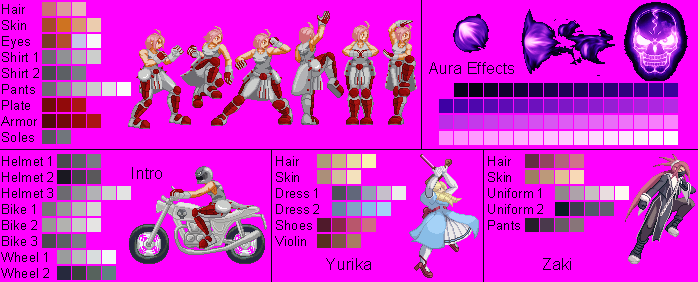 Hair
Skin
Eyes
Shirt 1
Shirt 2
Pants
Plate
Armor
Soles
Aura Effects
Helmet 1
Helmet 2
Helmet 3
Bike 1
Bike 2
Bike 3
Wheel 1
Wheel 2
Intro
Hair
Skin
Dress 1
Dress 2
Shoes
Violin
Yurika
Hair
Skin
Uniform 1
Uniform 2
Pants
Zaki